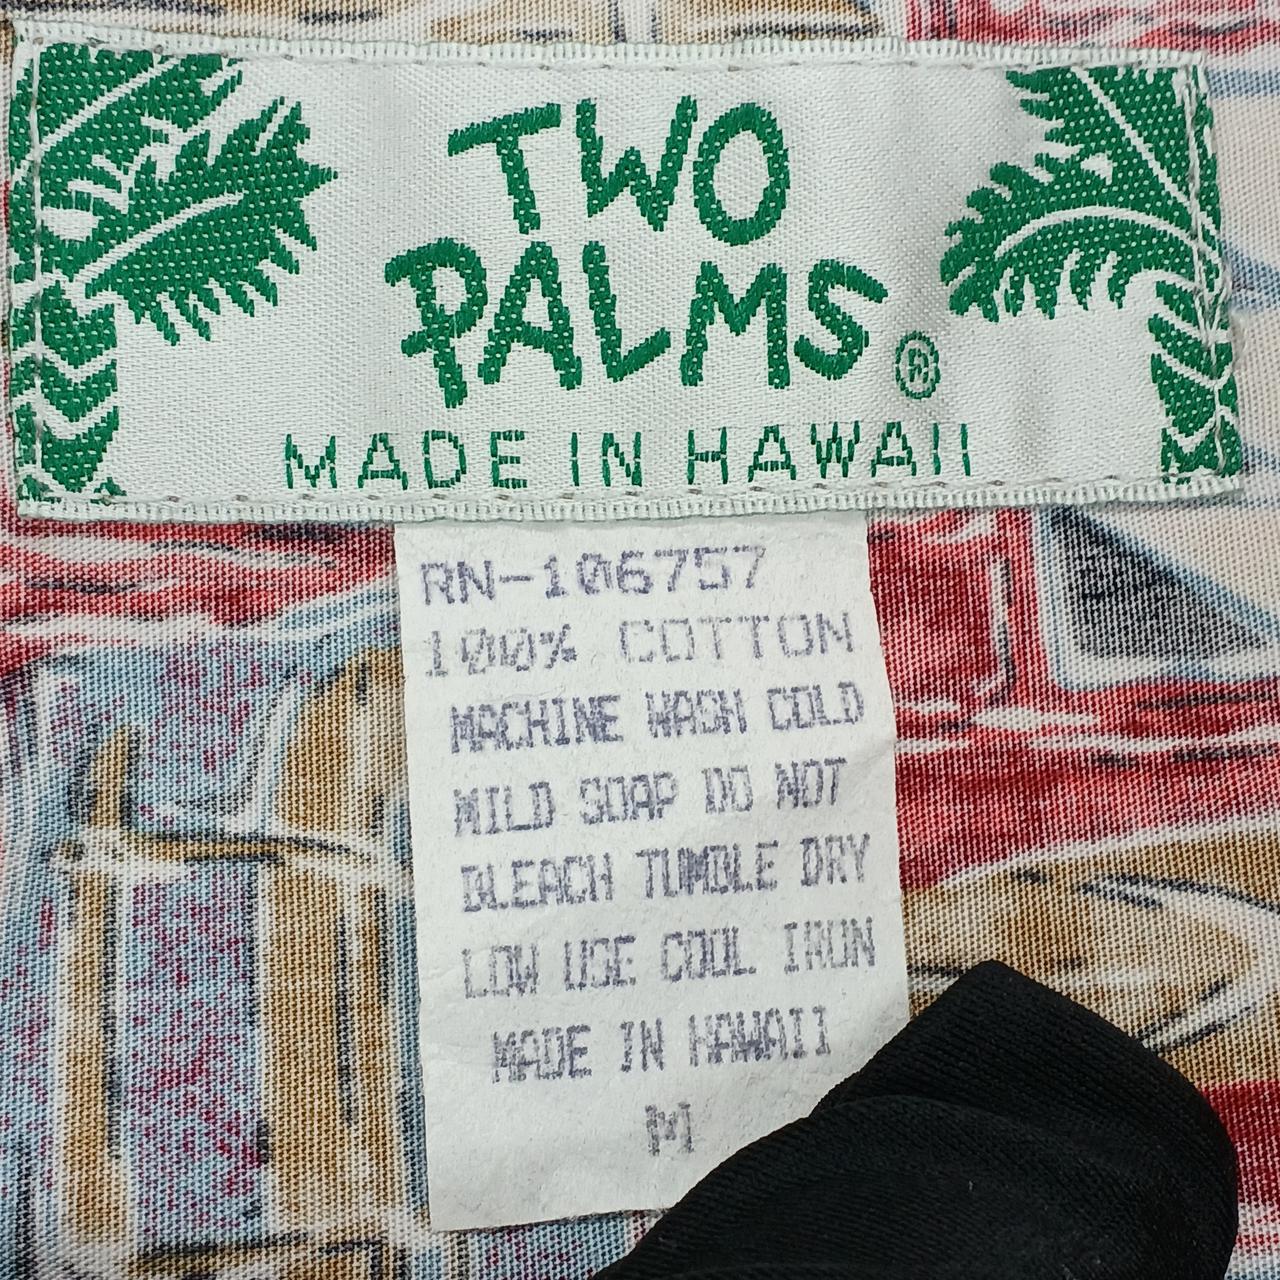 TWO
PALMS®
MADE IN HAWAII
RN-106757
100% COTTON
MACHINE WASH COLD
MILD SOAP DO NOT
BLEACH TUMBLE DRY
LOW USE COOL IRON
MADE IN HAWAII
M